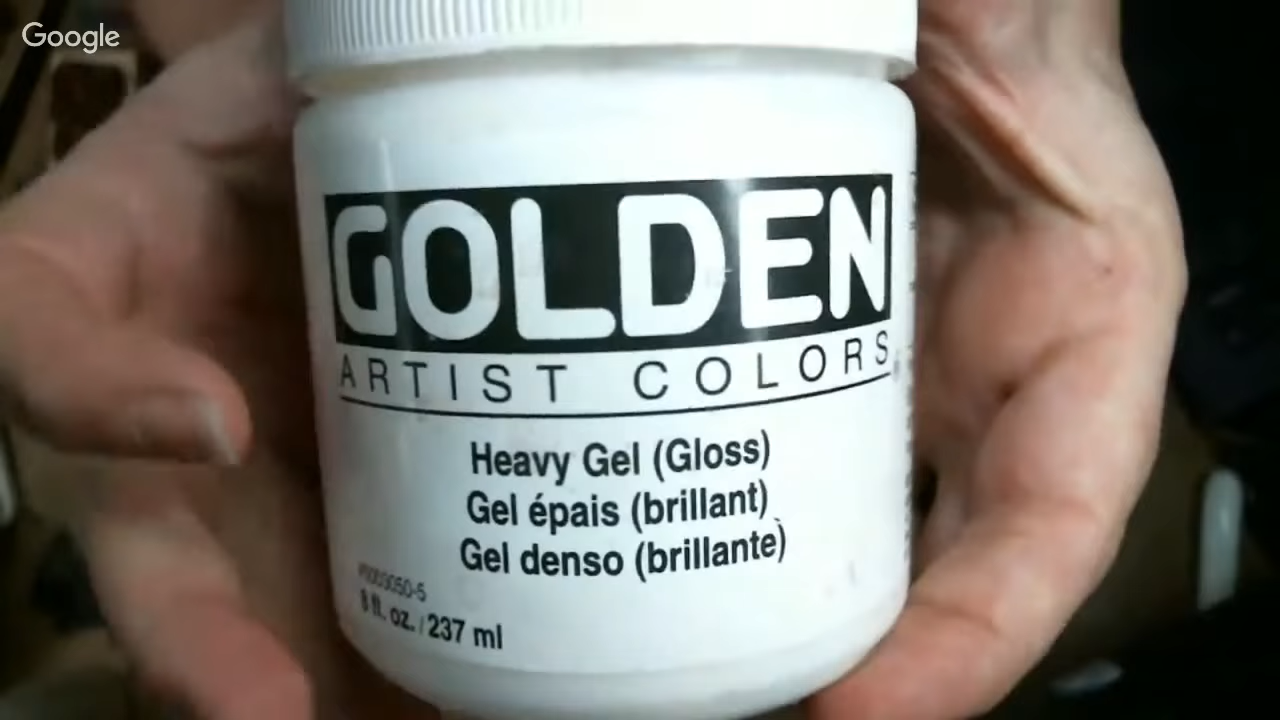 Google
GOLDEN
ARTIST COLORS
Heavy Gel (Gloss)
Gel épais (brillant)
Gel denso (brillante)
8 fl. oz. / 237 ml